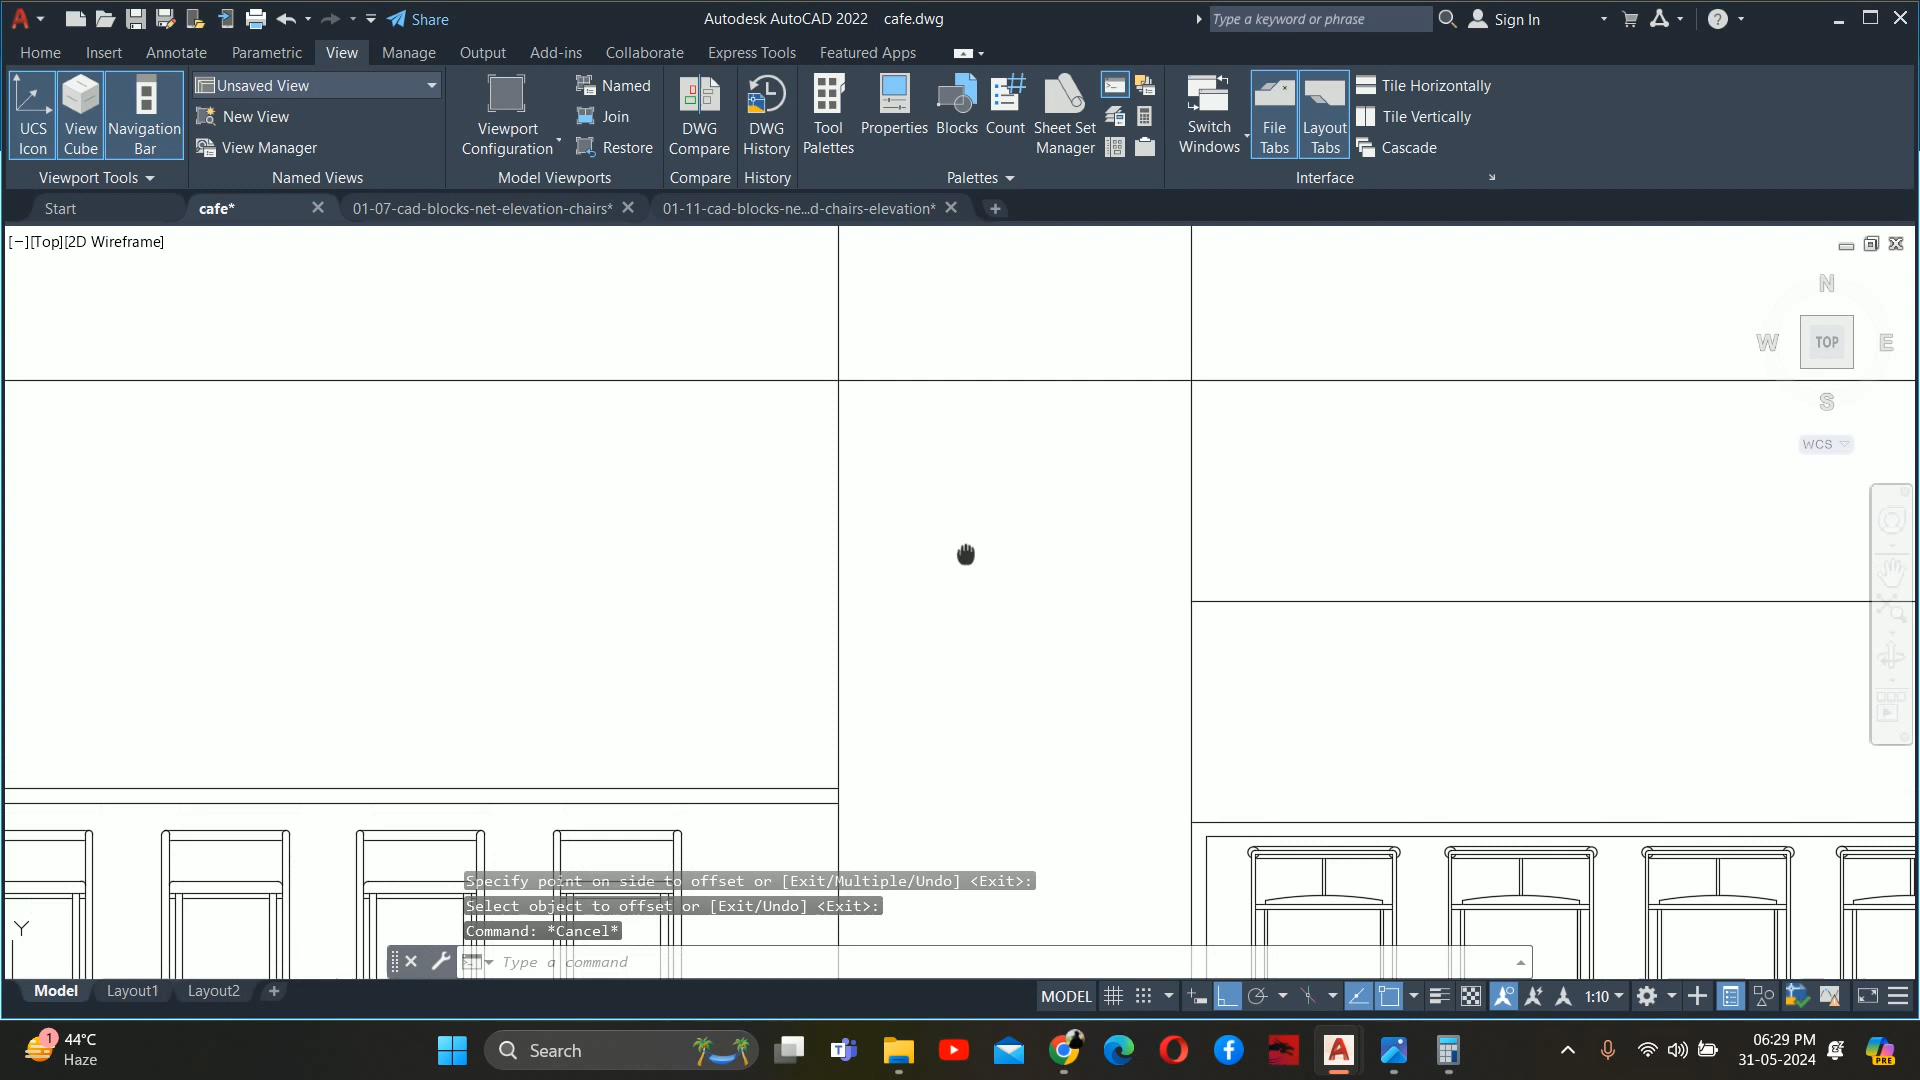 Share
Autodesk AutoCAD 2022 cafe.dwg
Type a keyword or phrase
Sign In
Home Insert Annotate Parametric View Manage Output Add-ins Collaborate Express Tools Featured Apps
UCS Icon
View Cube
Navigation Bar
Unsaved View
New View
View Manager
Viewport Configuration
Named
Join
Restore
DWG Compare
DWG History
Tool Palettes
Properties
Blocks
Count
Sheet Set Manager
Switch Windows
File Tabs
Layout Tabs
Tile Horizontally
Tile Vertically
Cascade
Viewport Tools
Named Views
Model Viewports
Compare
History
Palettes
Interface
Start
cafe*
01-07-cad-blocks-net-elevation-chairs*
01-11-cad-blocks-ne...d-chairs-elevation*
[−][Top][2D Wireframe]
N
W
TOP
E
S
WCS
Y
Specify point on side to offset or [Exit/Multiple/Undo] <Exit>:
Select object to offset or [Exit/Undo] <Exit>:
Command: *Cancel*
Type a command
Model Layout1 Layout2
MODEL
1:10
1
44°C
Haze
Search
06:29 PM
31-05-2024
PRE